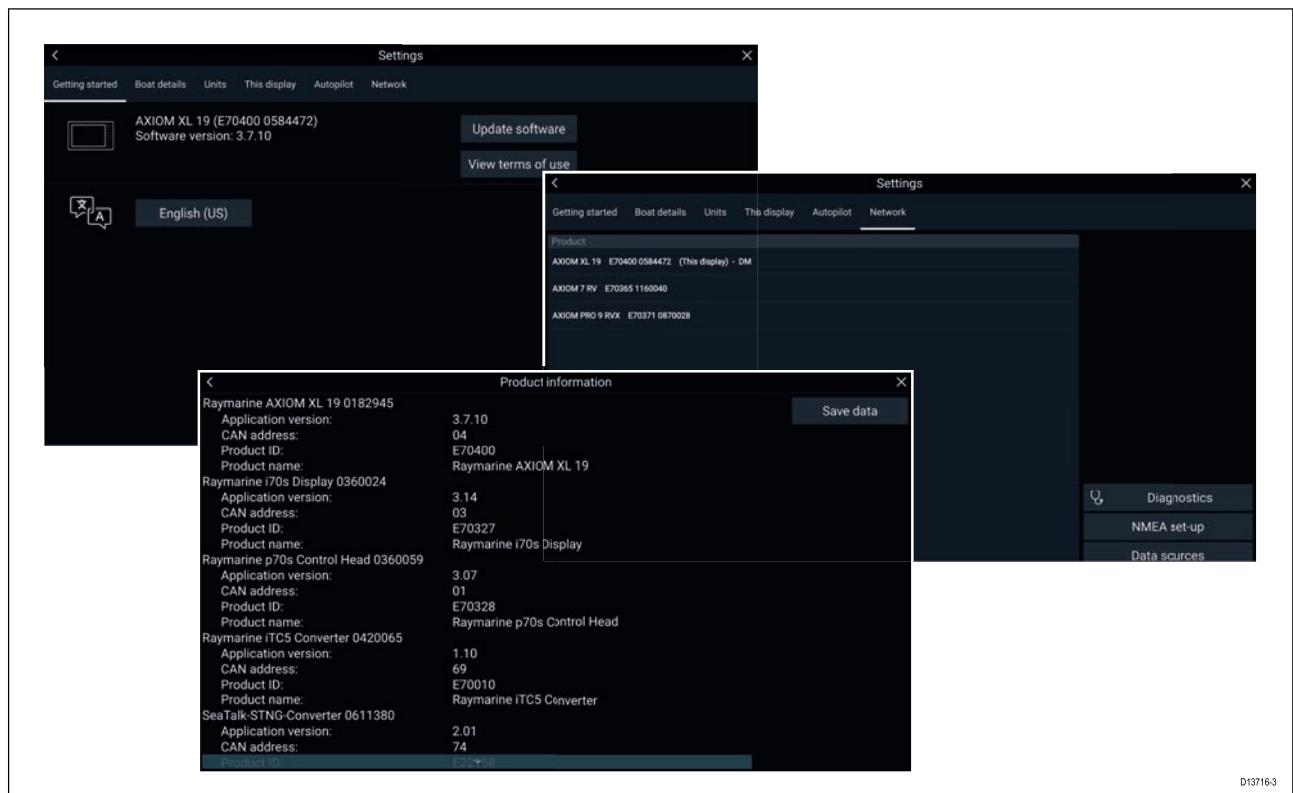 Settings
Getting started Boat details Units This display Autopilot Network
AXIOM XL 19 (E70400 0584472)
Software version: 3.7.10
Update software
View terms of use
文 A
English (US)
Settings
Getting started Boat details Units This display Autopilot Network
Product
AXIOM XL 19 E70400 0584472 (This display) - DM
AXIOM 7 RV E70365 1160040
AXIOM PRO 9 RVX E70371 0870028
Diagnostics
NMEA set-up
Data sources
Product information
Save data
Raymarine AXIOM XL 19 0182945
Application version: 3.7.10
CAN address: 04
Product ID: E70400
Product name: Raymarine AXIOM XL 19
Raymarine i70s Display 0360024
Application version: 3.14
CAN address: 03
Product ID: E70327
Product name: Raymarine i70s Display
Raymarine p70s Control Head 0360059
Application version: 3.07
CAN address: 01
Product ID: E70328
Product name: Raymarine p70s Control Head
Raymarine iTC5 Converter 0420065
Application version: 1.10
CAN address: 69
Product ID: E70010
Product name: Raymarine iTC5 Converter
SeaTalk-STNG-Converter 0611380
Application version: 2.01
CAN address: 74
Product ID:
D13716-3